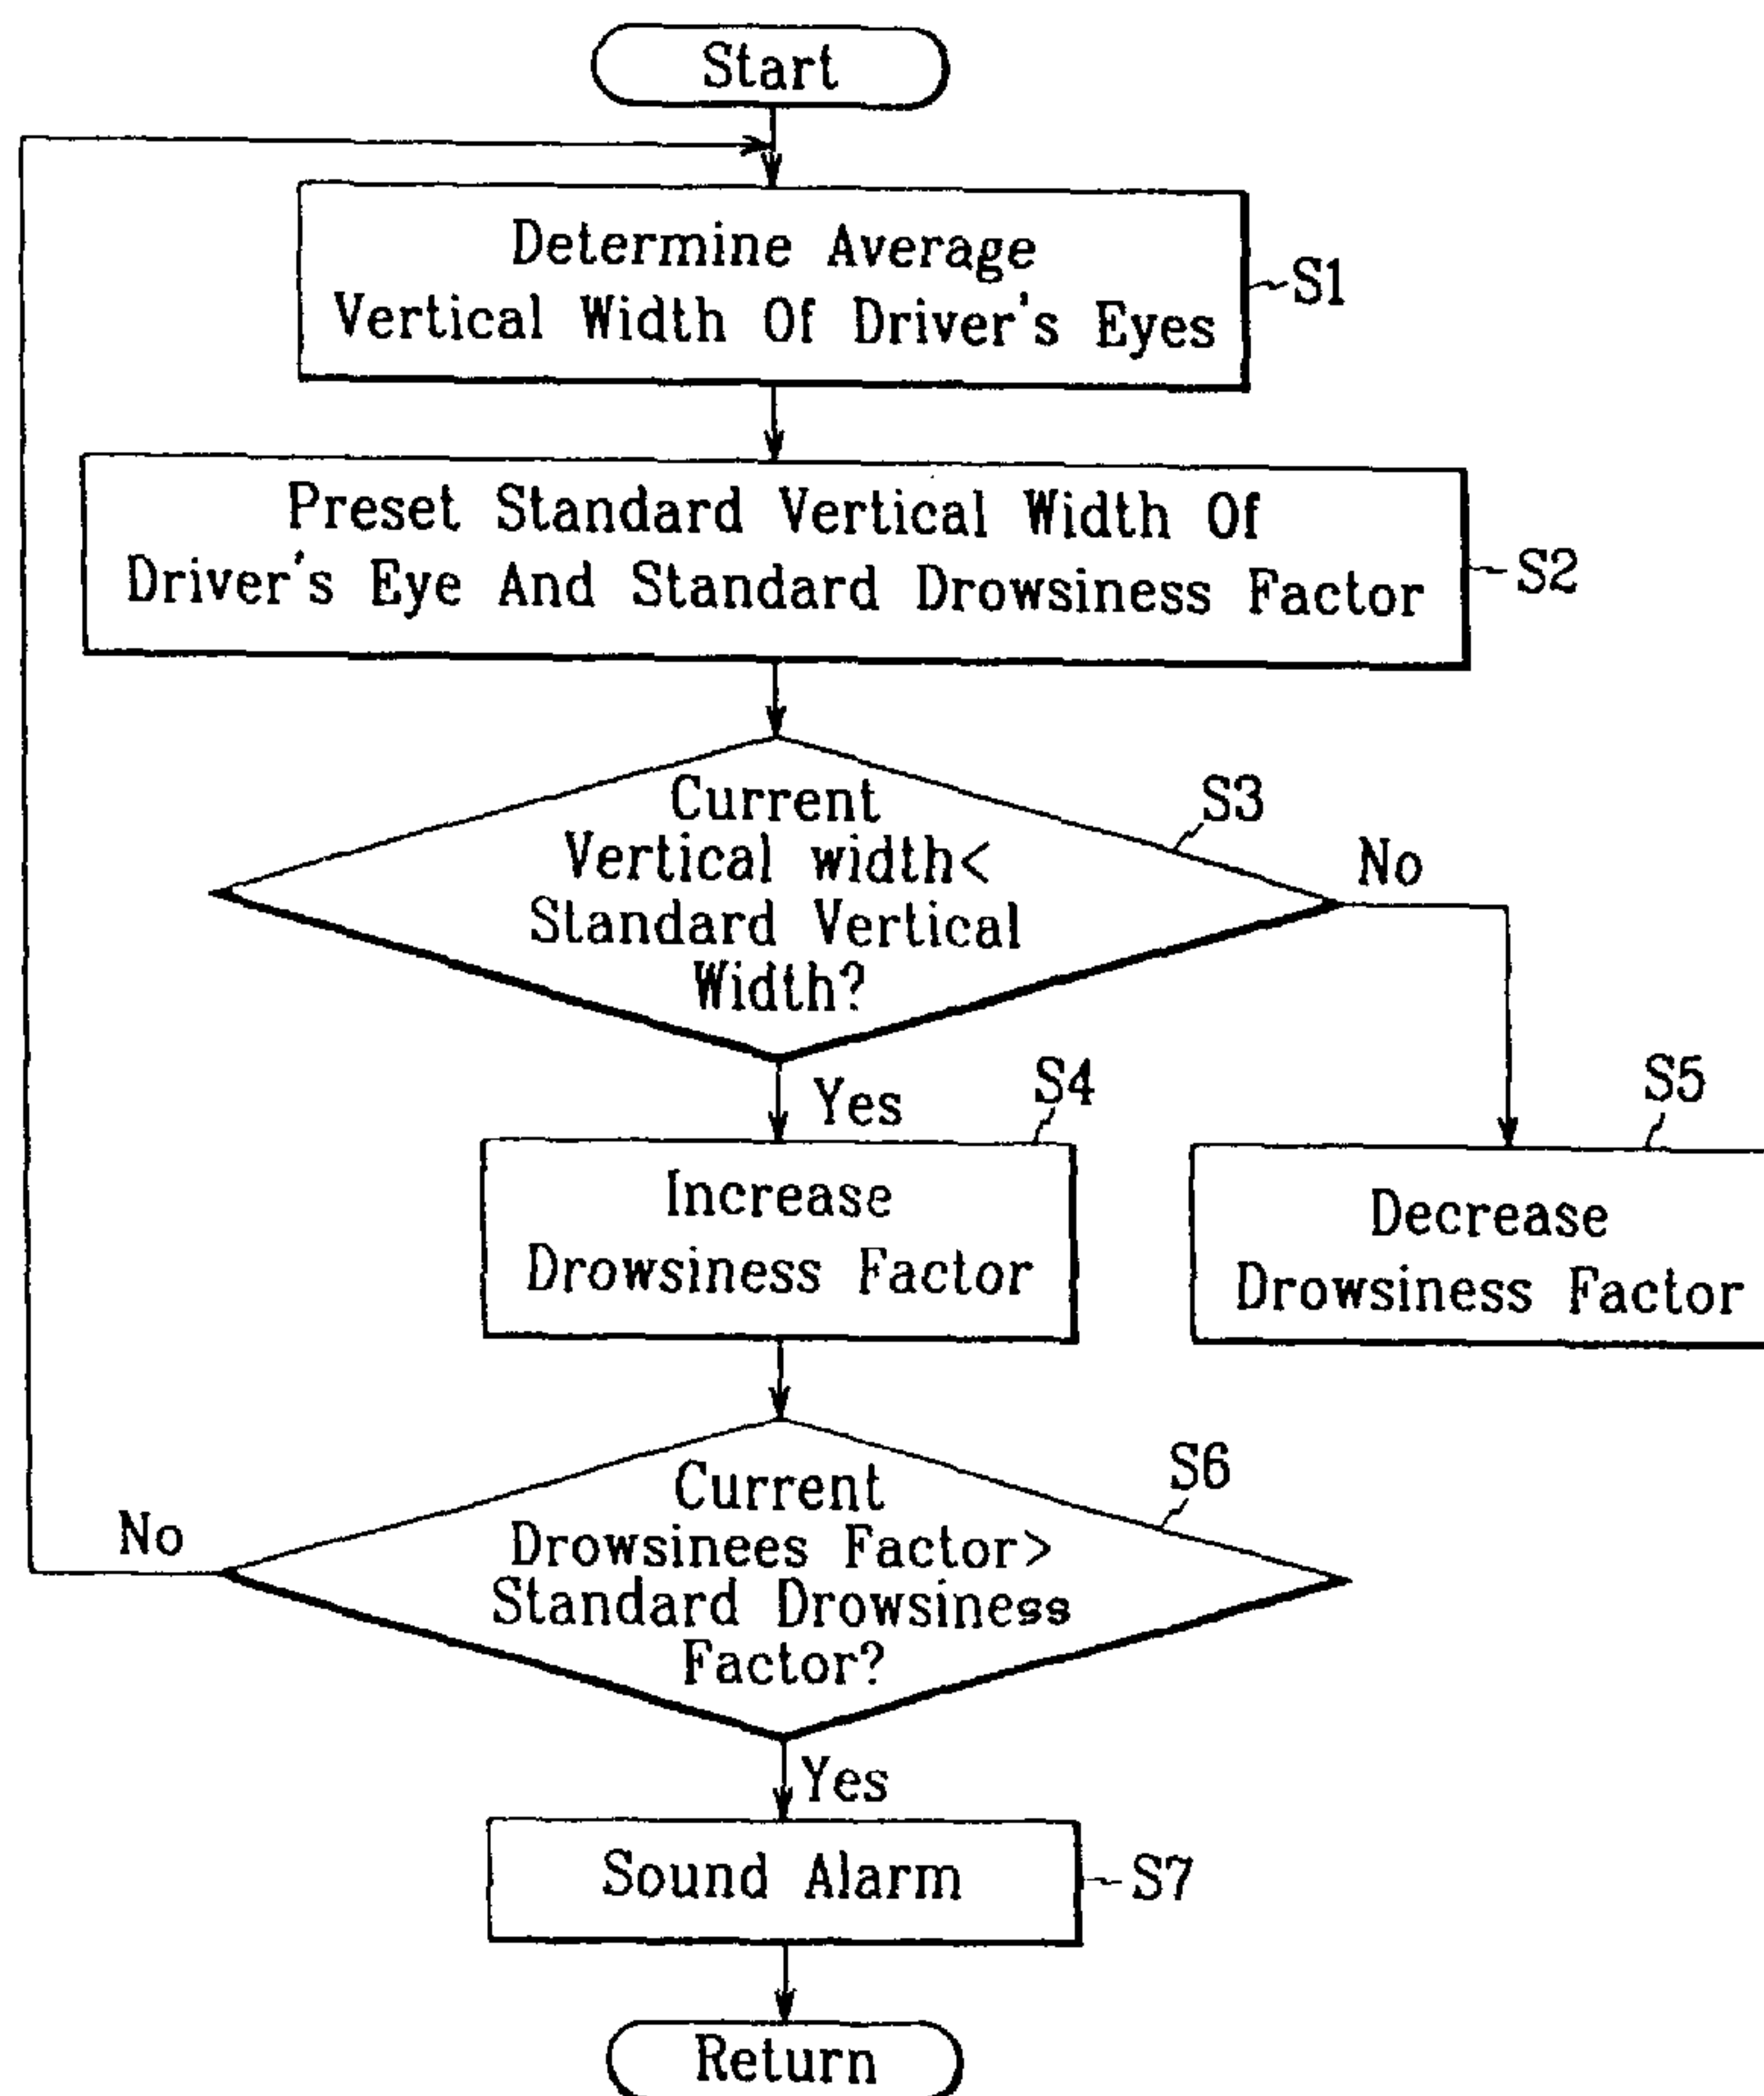 Start
Determine Average
Vertical Width Of Driver's Eyes
S1
Preset Standard Vertical Width Of
Driver's Eye And Standard Drowsiness Factor
S2
Current
Vertical width<
Standard Vertical
Width?
S3
No
Yes
S4
Increase
Drowsiness Factor
S5
Decrease
Drowsiness Factor
Current
Drowsinees Factor>
Standard Drowsiness
Factor?
S6
No
Yes
Sound Alarm
S7
Return